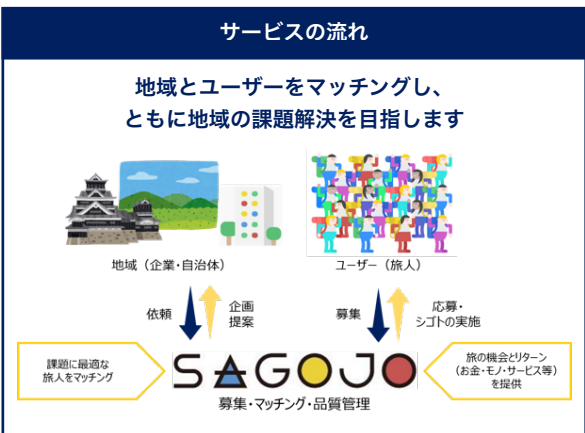 サービスの流れ
地域とユーザーをマッチングし、
ともに地域の課題解決を目指します
地域（企業・自治体）
ユーザー（旅人）
依頼
企画
提案
募集
応募・
シゴトの実施
課題に最適な
旅人をマッチング
SAGOJO
旅の機会とリターン
（お金・モノ・サービス等）
を提供
募集・マッチング・品質管理